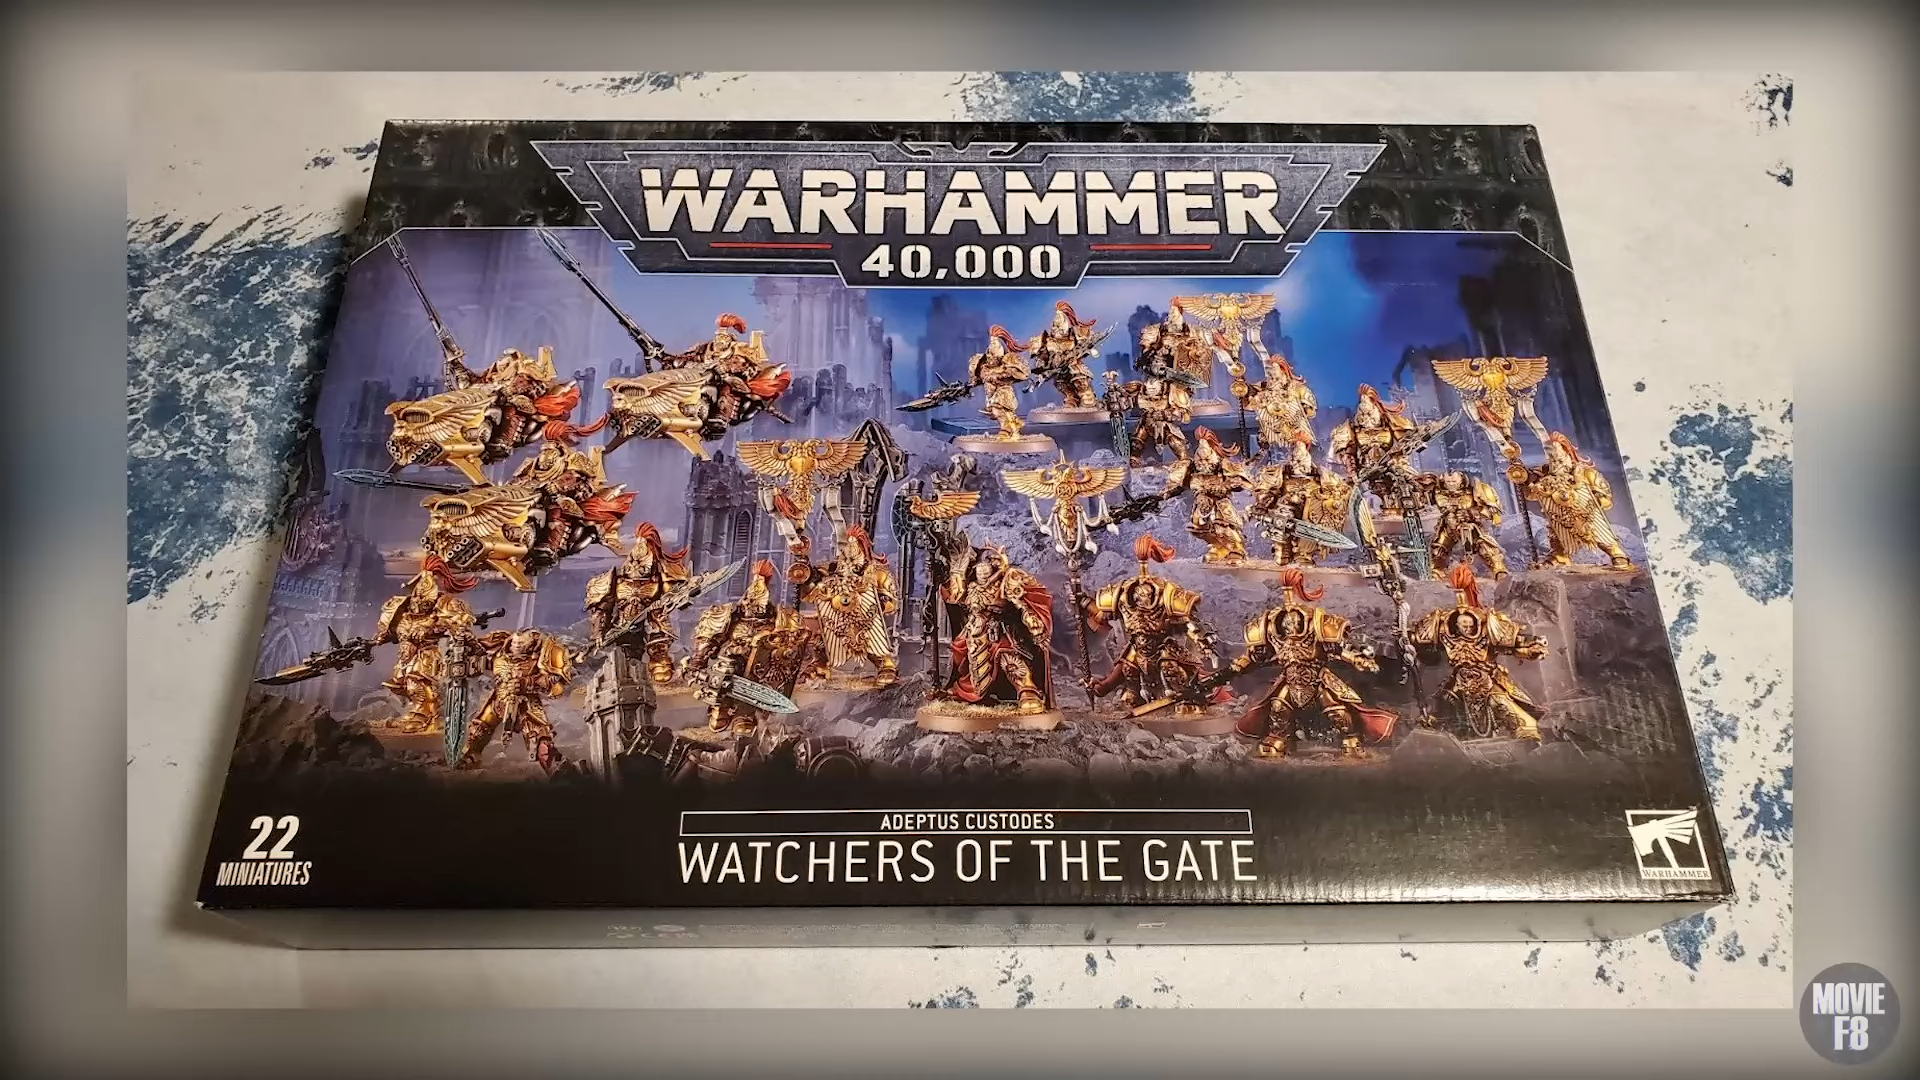 WARHAMMER
40,000
22
MINIATURES
ADEPTUS CUSTODES
WATCHERS OF THE GATE
WARHAMMER
MOVIE
F8